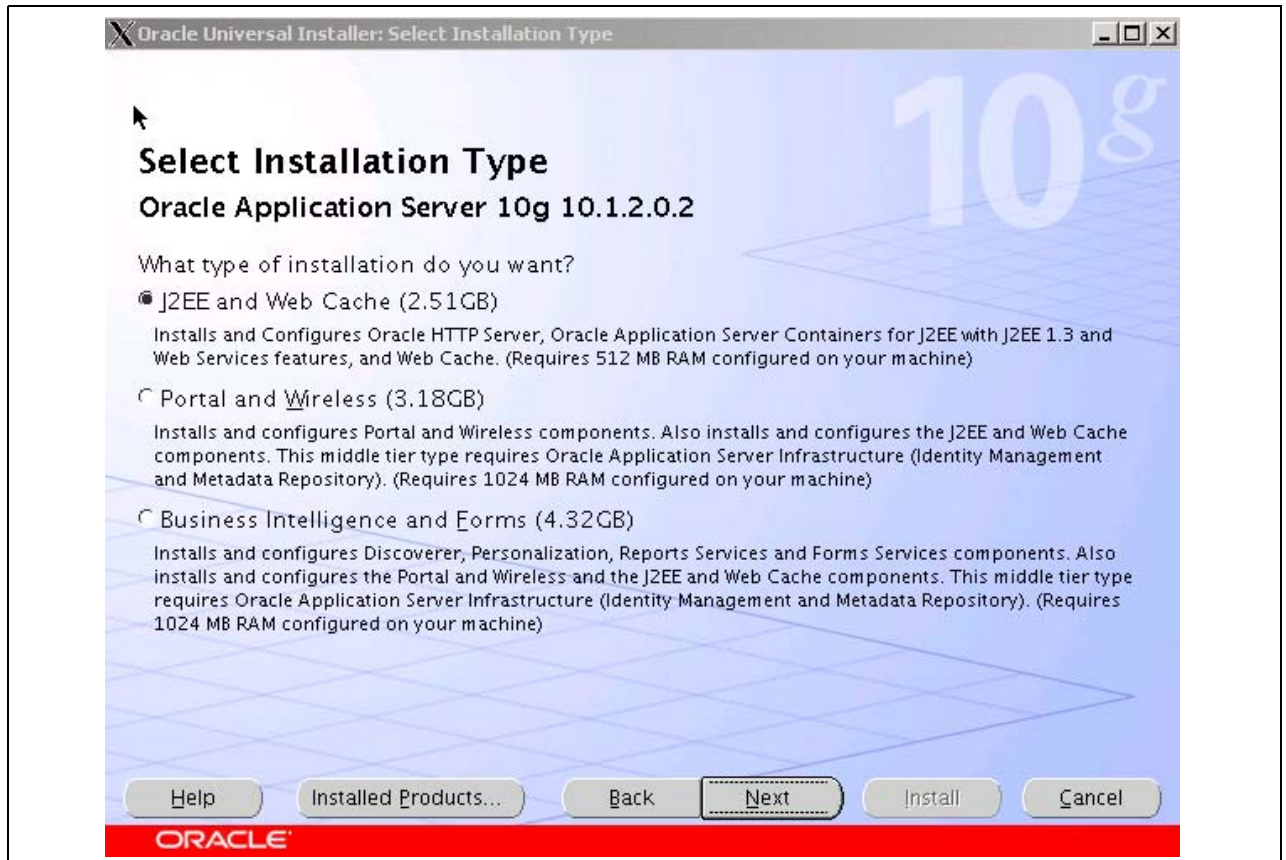 Oracle Universal Installer: Select Installation Type
10g
Select Installation Type
Oracle Application Server 10g 10.1.2.0.2
What type of installation do you want?
J2EE and Web Cache (2.51GB)
Installs and Configures Oracle HTTP Server, Oracle Application Server Containers for J2EE with J2EE 1.3 and
Web Services features, and Web Cache. (Requires 512 MB RAM configured on your machine)
Portal and Wireless (3.18GB)
Installs and configures Portal and Wireless components. Also installs and configures the J2EE and Web Cache
components. This middle tier type requires Oracle Application Server Infrastructure (Identity Management
and Metadata Repository). (Requires 1024 MB RAM configured on your machine)
Business Intelligence and Forms (4.32GB)
Installs and configures Discoverer, Personalization, Reports Services and Forms Services components. Also
installs and configures the Portal and Wireless and the J2EE and Web Cache components. This middle tier type
requires Oracle Application Server Infrastructure (Identity Management and Metadata Repository). (Requires
1024 MB RAM configured on your machine)
Help Installed Products... Back Next Install Cancel
ORACLE